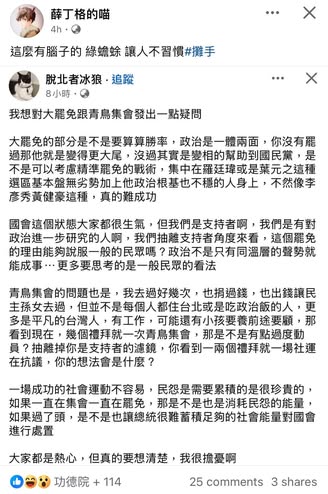 薛丁格的喵
4h
這麼有腦子的 綠蟾蜍 讓人不習慣#攤手
脫北者冰狼・追蹤
8小時・
我想對大罷免跟青鳥集會發出一點疑問
大罷免的部分是不是要算算勝率，政治是一體兩面，你沒有罷
過那他就是變得更大尾，沒過其實是變相的幫助到國民黨，是
不是可以考慮精準罷免的戰術，集中在羅廷瑋或是葉元之這種
選區基本盤無劣勢加上他政治根基也不穩的人身上，不然像李
彥秀黃健豪這種，真的難成功
國會這個狀態大家都很生氣，但我們是支持者啊，我們是有對
政治進一步研究的人啊，我們抽離支持者角度來看，這個罷免
的理由能夠說服一般的民眾嗎？政治不是只有同溫層的聲勢就
能成事⋯更多要思考的是一般民眾的看法
青鳥集會的問題也是，我去過好幾次，也捐過錢，也出錢讓民
主孫女去過，但並不是每個人都住台北或是吃政治飯的人，更
多是平凡的台灣人，有工作，可能還有小孩要養前途要顧，那
看到現在，幾個禮拜就一次青鳥集會，那是不是有點過度動
員？抽離掉你是支持者的濾鏡，你看到一兩個禮拜就一場社運
在抗議，你的想法會是什麼？
一場成功的社會運動不容易，民怨是需要累積的是很珍貴的，
如果一直在集會一直在罷免，那是不是也是消耗民怨的能量，
如果過了頭，是不是也讓總統很難蓄積足夠的社會能量對國會
進行處置
大家都是熱心，但真的要想清楚，我很擔憂啊
功德院 + 114
25 comments 3 shares